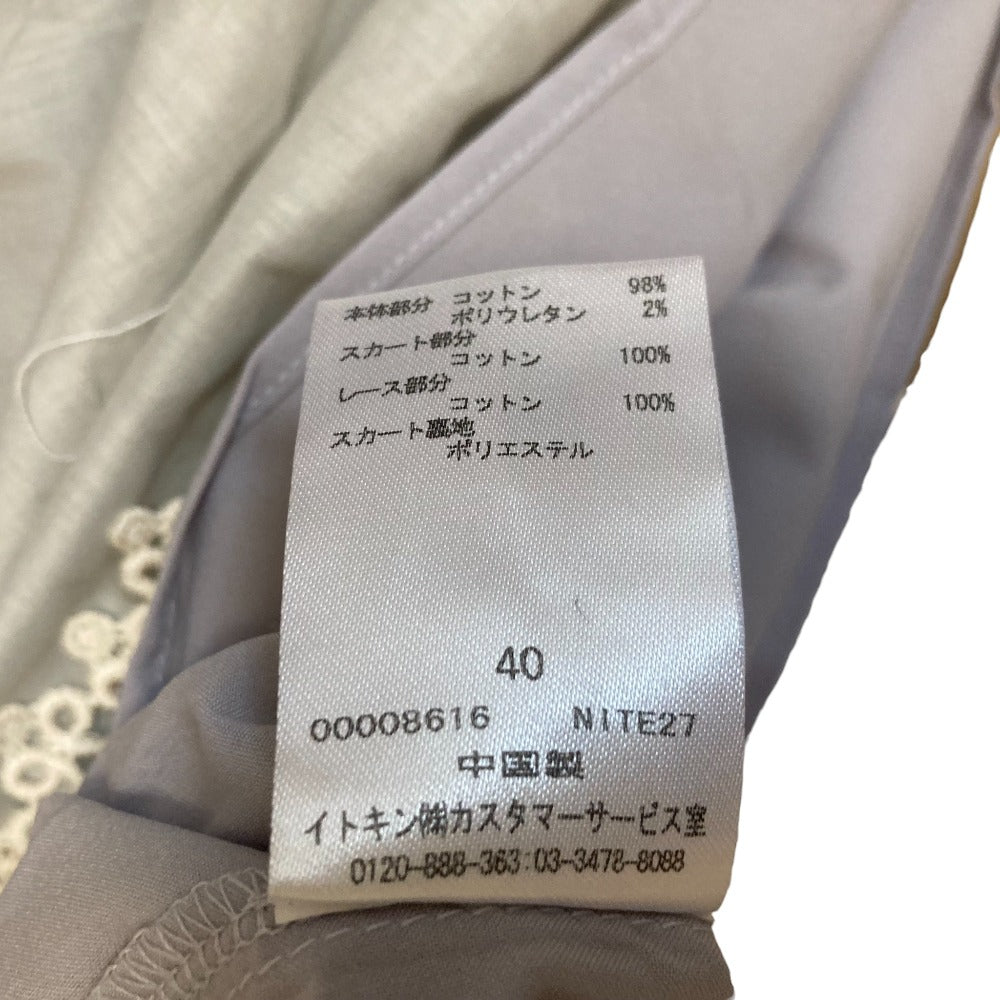 本体部分 コットン 98%
ポリウレタン 2%
スカート部分
コットン 100%
レース部分
コットン 100%
スカート裏地
ポリエステル
40
00008616 NITE27
中国製
イトキン㈱カスタマーサービス室
0120-888-363:03-3478-8088